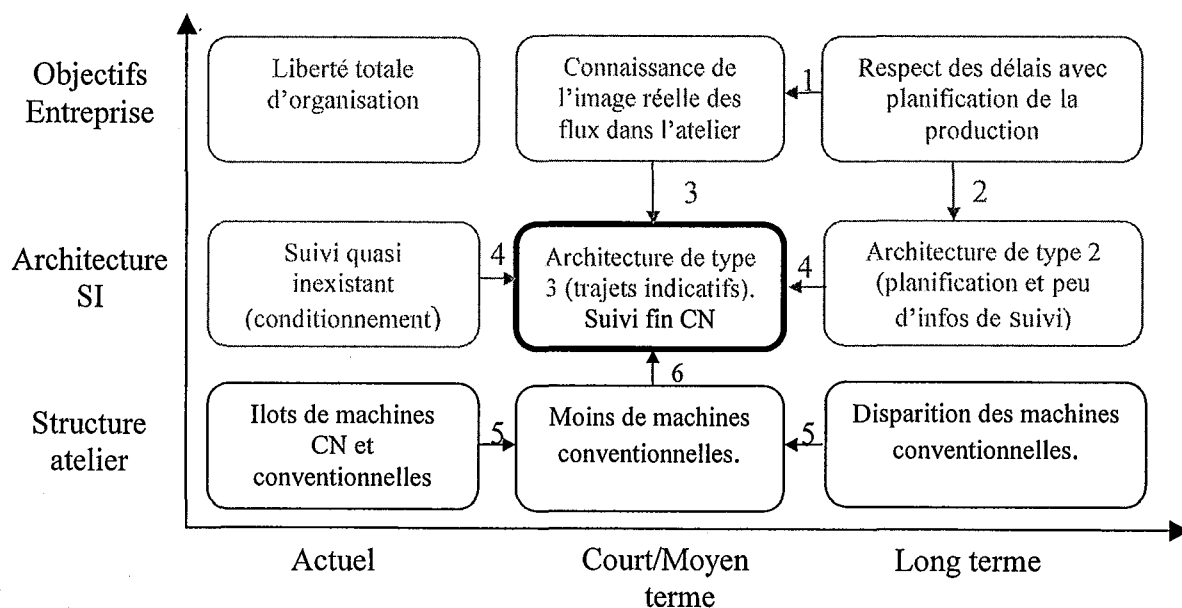 Objectifs
Entreprise
Liberté totale
d'organisation
Connaissance de
l'image réelle des
flux dans l'atelier
1
Respect des délais avec
planification de la
production
3
2
Architecture
SI
Suivi quasi
inexistant
(conditionnement)
4
Architecture de type
3 (trajets indicatifs).
Suivi fin CN
4
Architecture de type 2
(planification et peu
d'infos de suivi)
6
Structure
atelier
Ilots de machines
CN et
conventionnelles
5
Moins de machines
conventionnelles.
5
Disparition des machines
conventionnelles.
Actuel
Court/Moyen
terme
Long terme